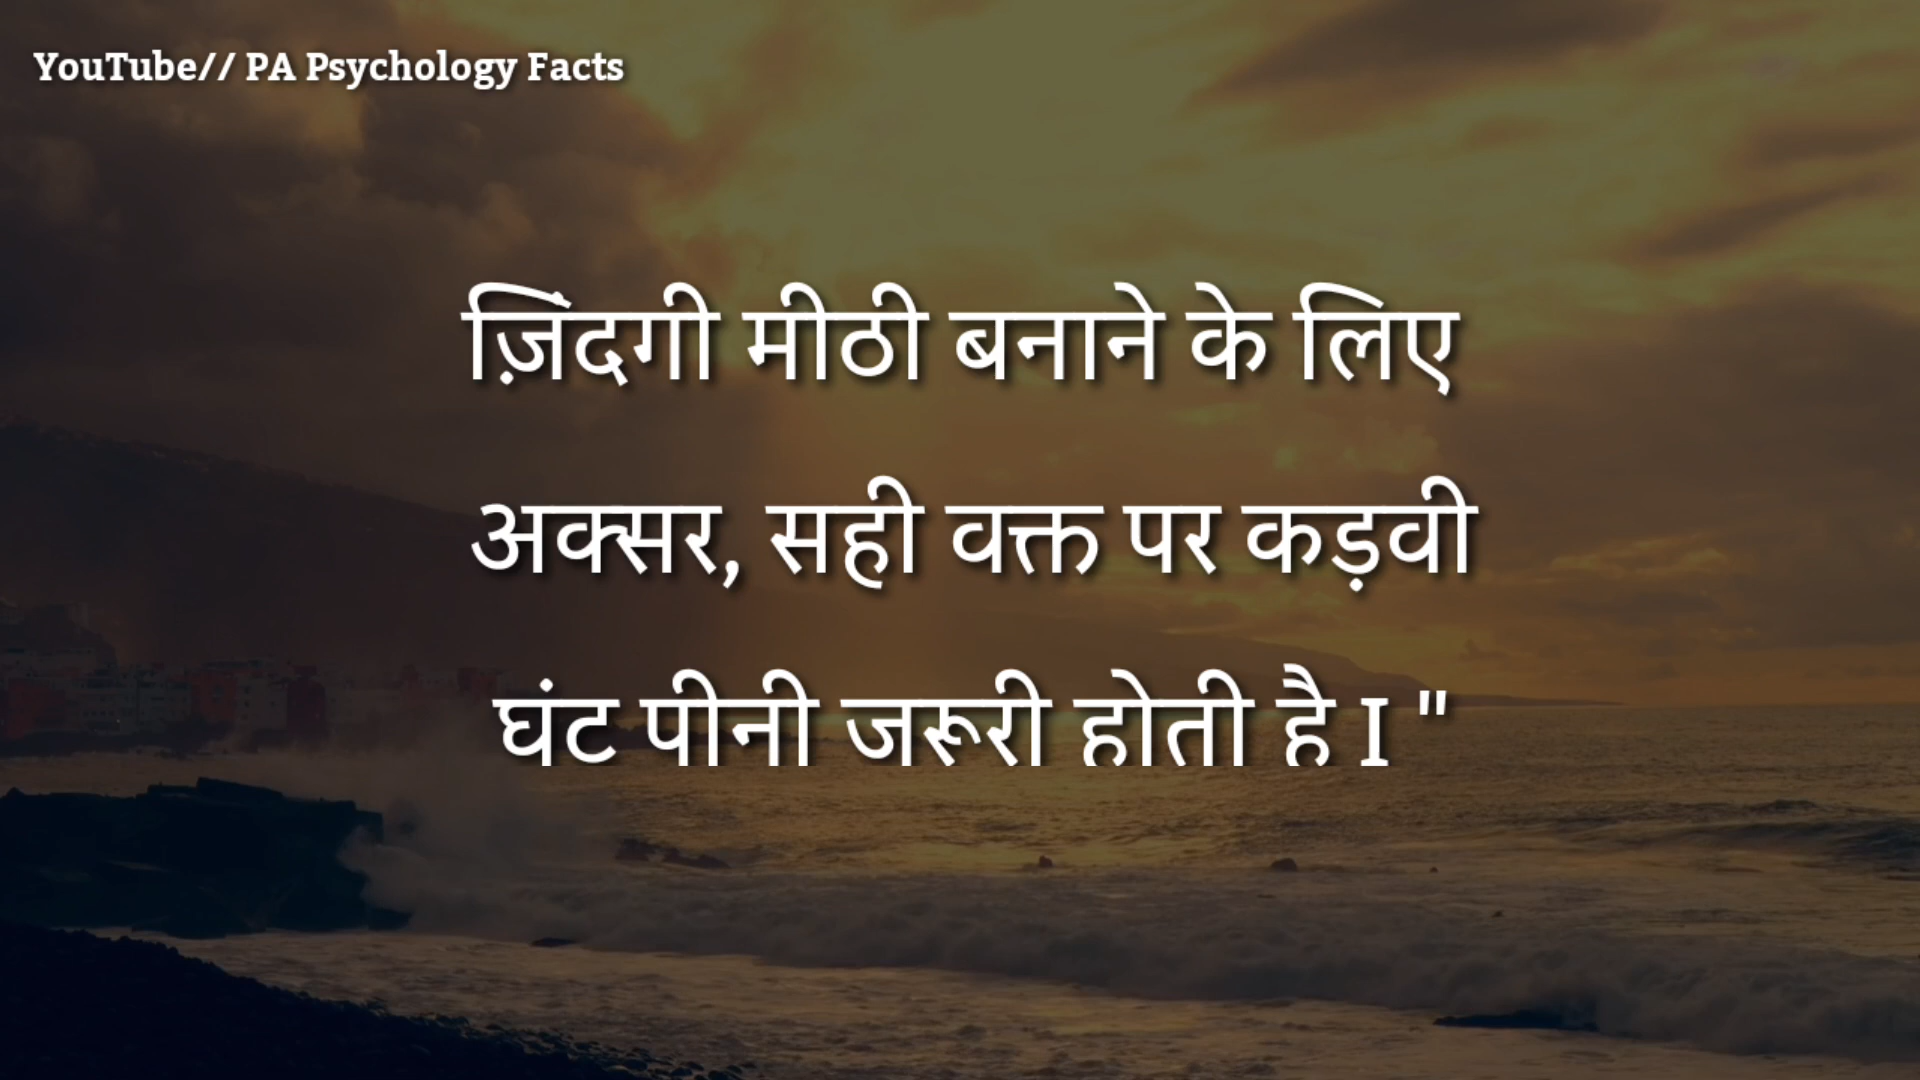 YouTube// PA Psychology Facts
ज़िंदगी मीठी बनाने के लिए
अक्सर, सही वक्त पर कड़वी
घंट पीनी जरूरी होती है I "